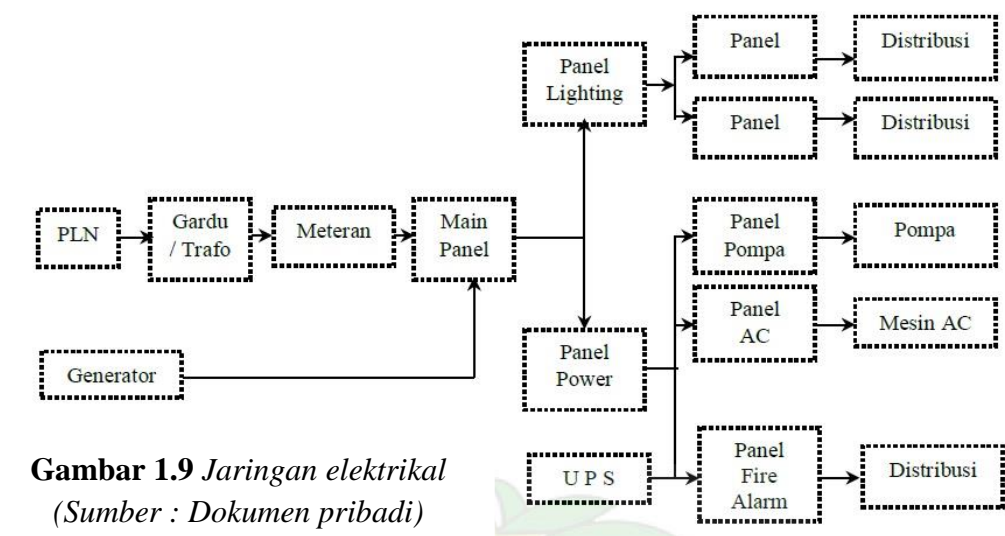 Panel
Lighting
Panel
Distribusi
Panel
Distribusi
PLN
Gardu
/ Trafo
Meteran
Main
Panel
Generator
Panel
Power
Panel
Pompa
Pompa
Panel
AC
Mesin AC
U P S
Panel
Fire
Alarm
Distribusi
Gambar 1.9 Jaringan elektrikal
(Sumber : Dokumen pribadi)